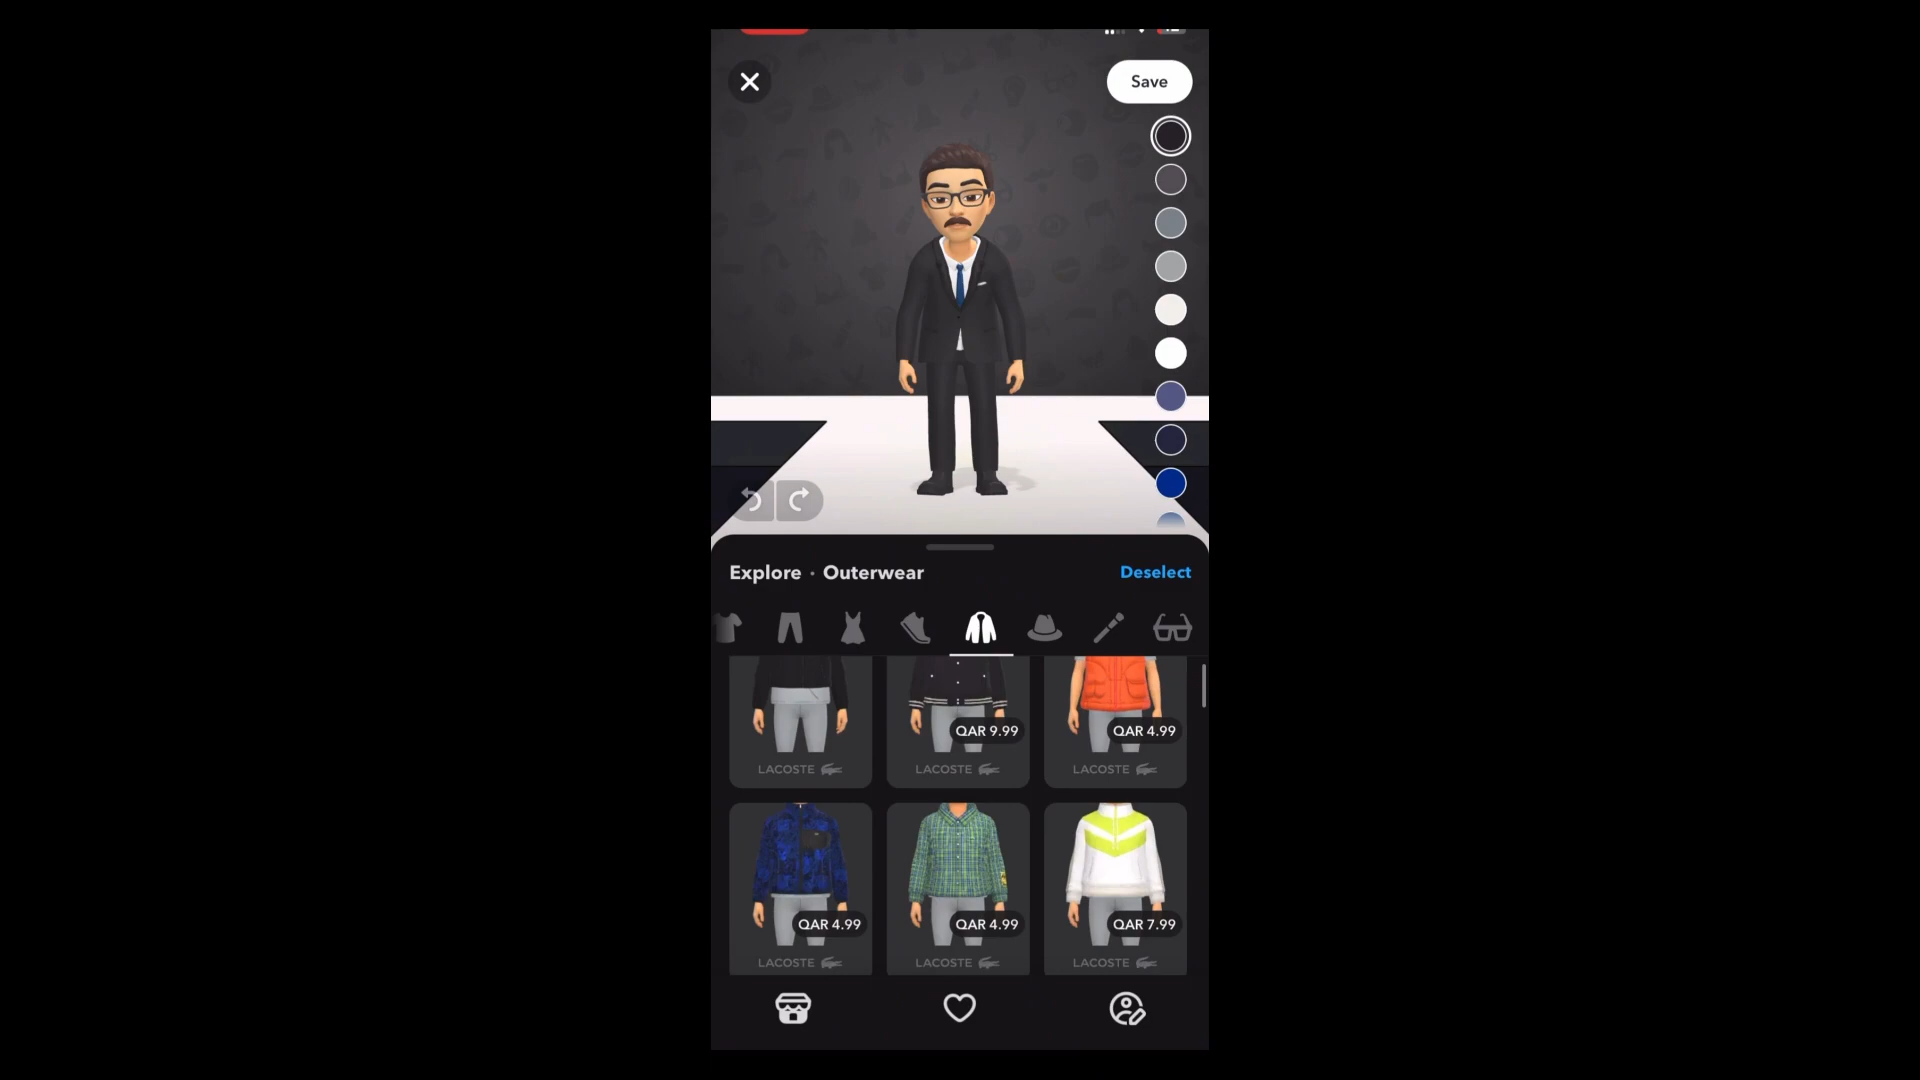 Save
Explore · Outerwear
Deselect
QAR 9.99
QAR 4.99
LACOSTE
LACOSTE
LACOSTE
QAR 4.99
QAR 4.99
QAR 7.99
LACOSTE
LACOSTE
LACOSTE